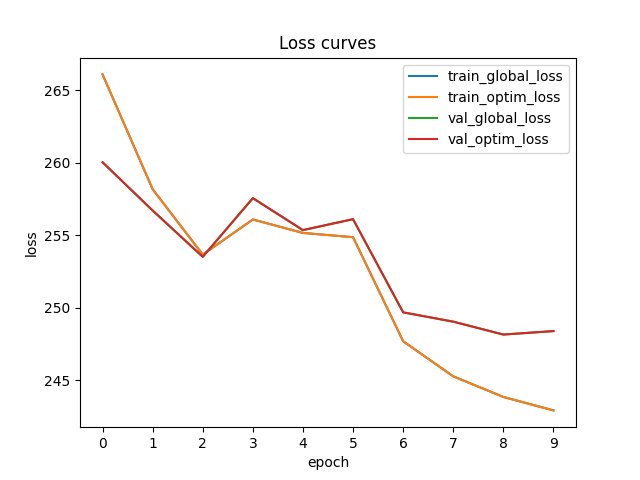 Loss curves
train_global_loss
train_optim_loss
val_global_loss
val_optim_loss
265
260
255
250
245
loss
0 1 2 3 4 5 6 7 8 9
epoch